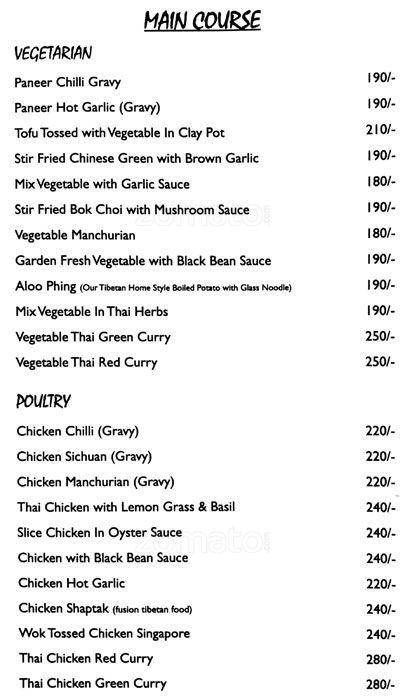 MAIN COURSE
VEGETARIAN
Paneer Chilli Gravy 190/-
Paneer Hot Garlic (Gravy) 190/-
Tofu Tossed with Vegetable In Clay Pot 210/-
Stir Fried Chinese Green with Brown Garlic 190/-
Mix Vegetable with Garlic Sauce 180/-
Stir Fried Bok Choi with Mushroom Sauce 190/-
zomato.com
Vegetable Manchurian 180/-
Garden Fresh Vegetable with Black Bean Sauce 190/-
Aloo Phing (Our Tibetan Home Style Boiled Potato with Glass Noodle) 190/-
Mix Vegetable In Thai Herbs 190/-
Vegetable Thai Green Curry 250/-
Vegetable Thai Red Curry 250/-
POULTRY
Chicken Chilli (Gravy) 220/-
Chicken Sichuan (Gravy) 220/-
Chicken Manchurian (Gravy) 220/-
Thai Chicken with Lemon Grass & Basil 240/-
Slice Chicken In Oyster Sauce 240/-
zomato.com
Chicken with Black Bean Sauce 240/-
Chicken Hot Garlic 220/-
Chicken Shaptak (fusion tibetan food) 240/-
Wok Tossed Chicken Singapore 240/-
Thai Chicken Red Curry 280/-
Thai Chicken Green Curry 280/-